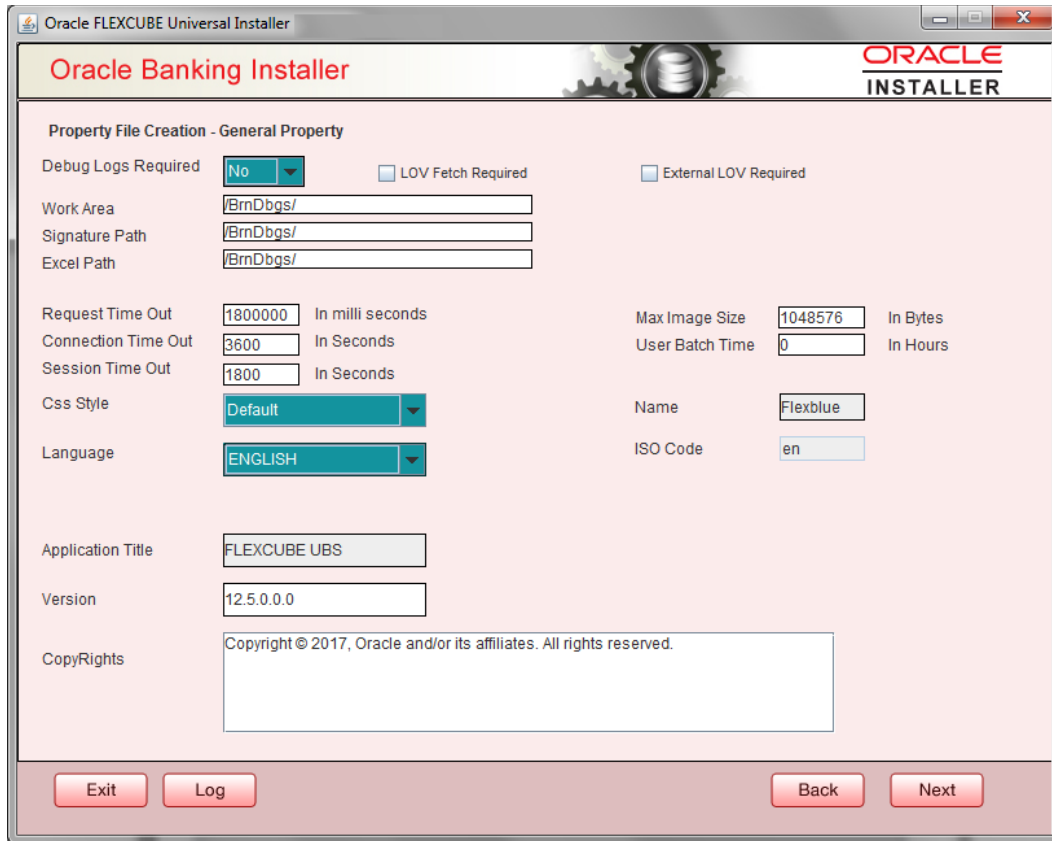 Oracle FLEXCUBE Universal Installer
Oracle Banking Installer
ORACLE
INSTALLER
Property File Creation - General Property
Debug Logs Required No LOV Fetch Required External LOV Required
Work Area /BrnDbgs/
Signature Path /BrnDbgs/
Excel Path /BrnDbgs/
Request Time Out 1800000 In milli seconds Max Image Size 1048576 In Bytes
Connection Time Out 3600 In Seconds User Batch Time 0 In Hours
Session Time Out 1800 In Seconds
Css Style Default Name Flexblue
Language ENGLISH ISO Code en
Application Title FLEXCUBE UBS
Version 12.5.0.0.0
CopyRights Copyright © 2017, Oracle and/or its affiliates. All rights reserved.
Exit Log Back Next